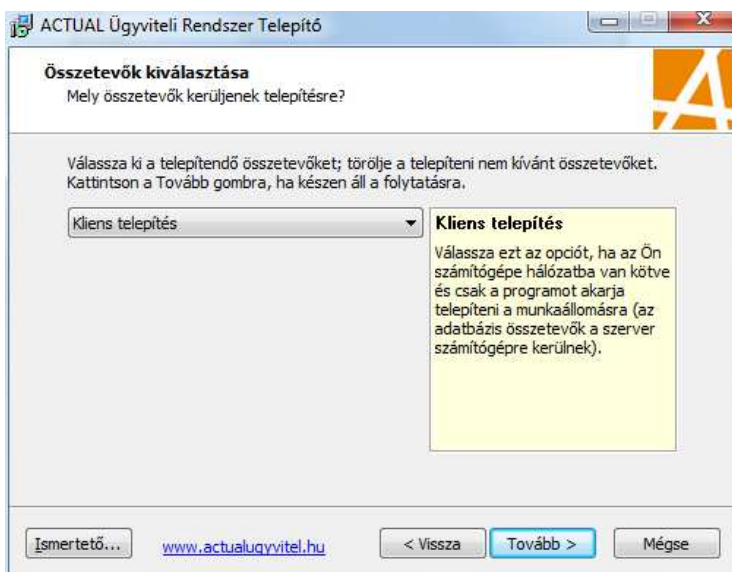 ACTUAL Ügyviteli Rendszer Telepítő
Összetevők kiválasztása
Mely összetevők kerüljenek telepítésre?
Válassza ki a telepítendő összetevőket; törölje a telepíteni nem kívánt összetevőket.
Kattintson a Tovább gombra, ha készen áll a folytatásra.
Kliens telepítés
Kliens telepítés
Válassza ezt az opciót, ha az Ön
számítógépe hálózatba van kötve
és csak a programot akarja
telepíteni a munkaállomásra (az
adatbázis összetevők a szerver
számítógépre kerülnek).
Ismertető...
www.actualugyvitel.hu
< Vissza
Tovább >
Mégse